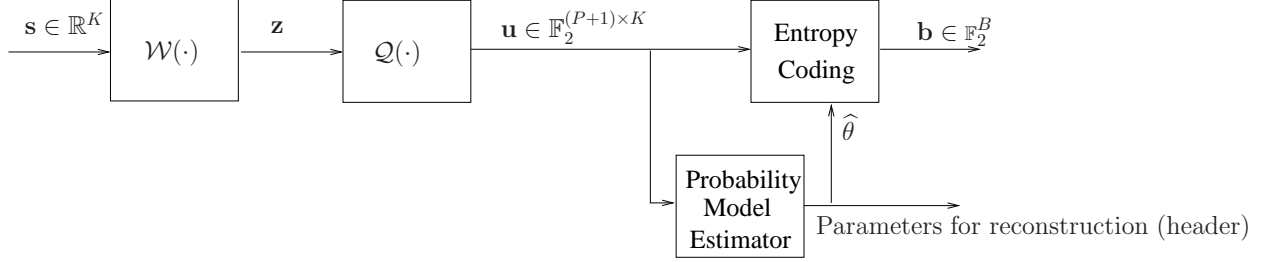 s ∈ ℝ^K
𝒲(·)
z
𝒬(·)
u ∈ 𝔽_2^{(P+1)×K}
Entropy
Coding
b ∈ 𝔽_2^B
θ̂
Probability
Model
Estimator
Parameters for reconstruction (header)